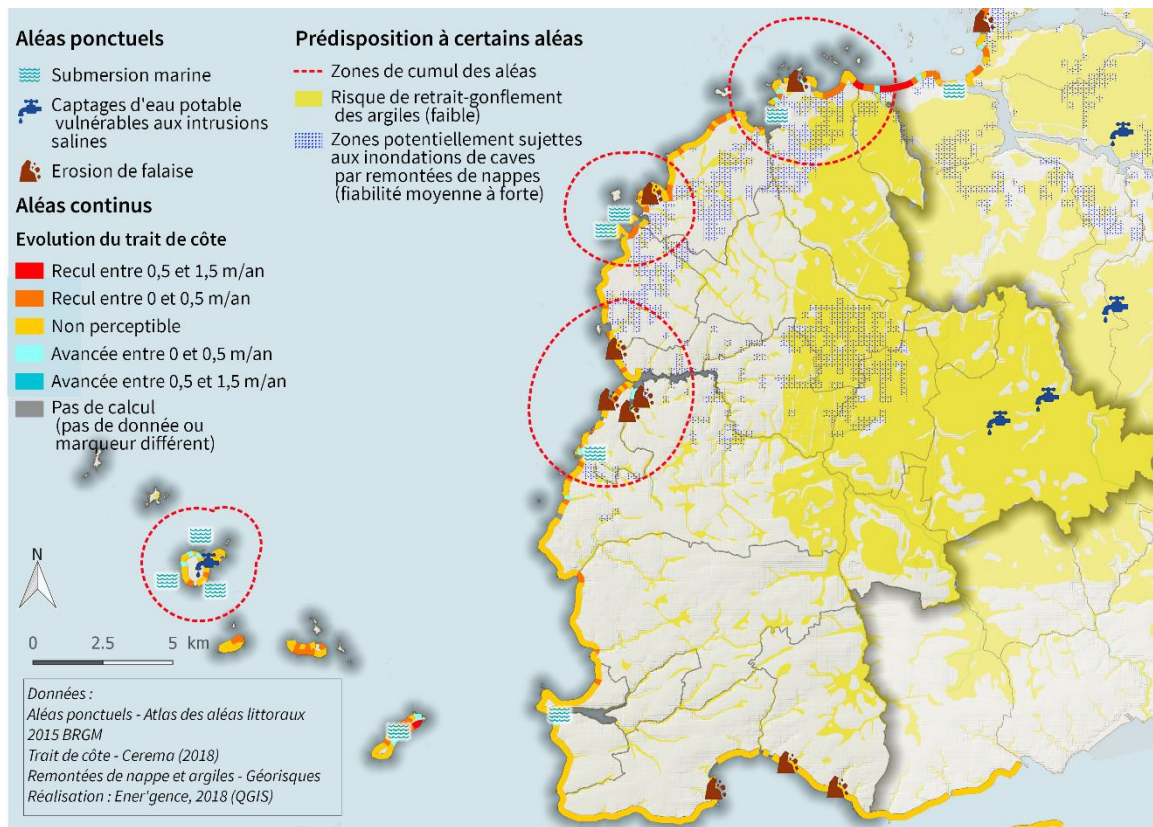 Aléas ponctuels
Submersion marine
Captages d'eau potable
vulnérables aux intrusions
salines
Erosion de falaise
Aléas continus
Evolution du trait de côte
Recul entre 0,5 et 1,5 m/an
Recul entre 0 et 0,5 m/an
Non perceptible
Avancée entre 0 et 0,5 m/an
Avancée entre 0,5 et 1,5 m/an
Pas de calcul
(pas de donnée ou
marqueur différent)
Prédisposition à certains aléas
Zones de cumul des aléas
Risque de retrait-gonflement
des argiles (faible)
Zones potentiellement sujettes
aux inondations de caves
par remontées de nappes
(fiabilité moyenne à forte)
N
0 2.5 5 km
Données :
Aléas ponctuels - Atlas des aléas littoraux
2015 BRGM
Trait de côte - Cerema (2018)
Remontées de nappe et argiles - Géorisques
Réalisation : Ener'gence, 2018 (QGIS)